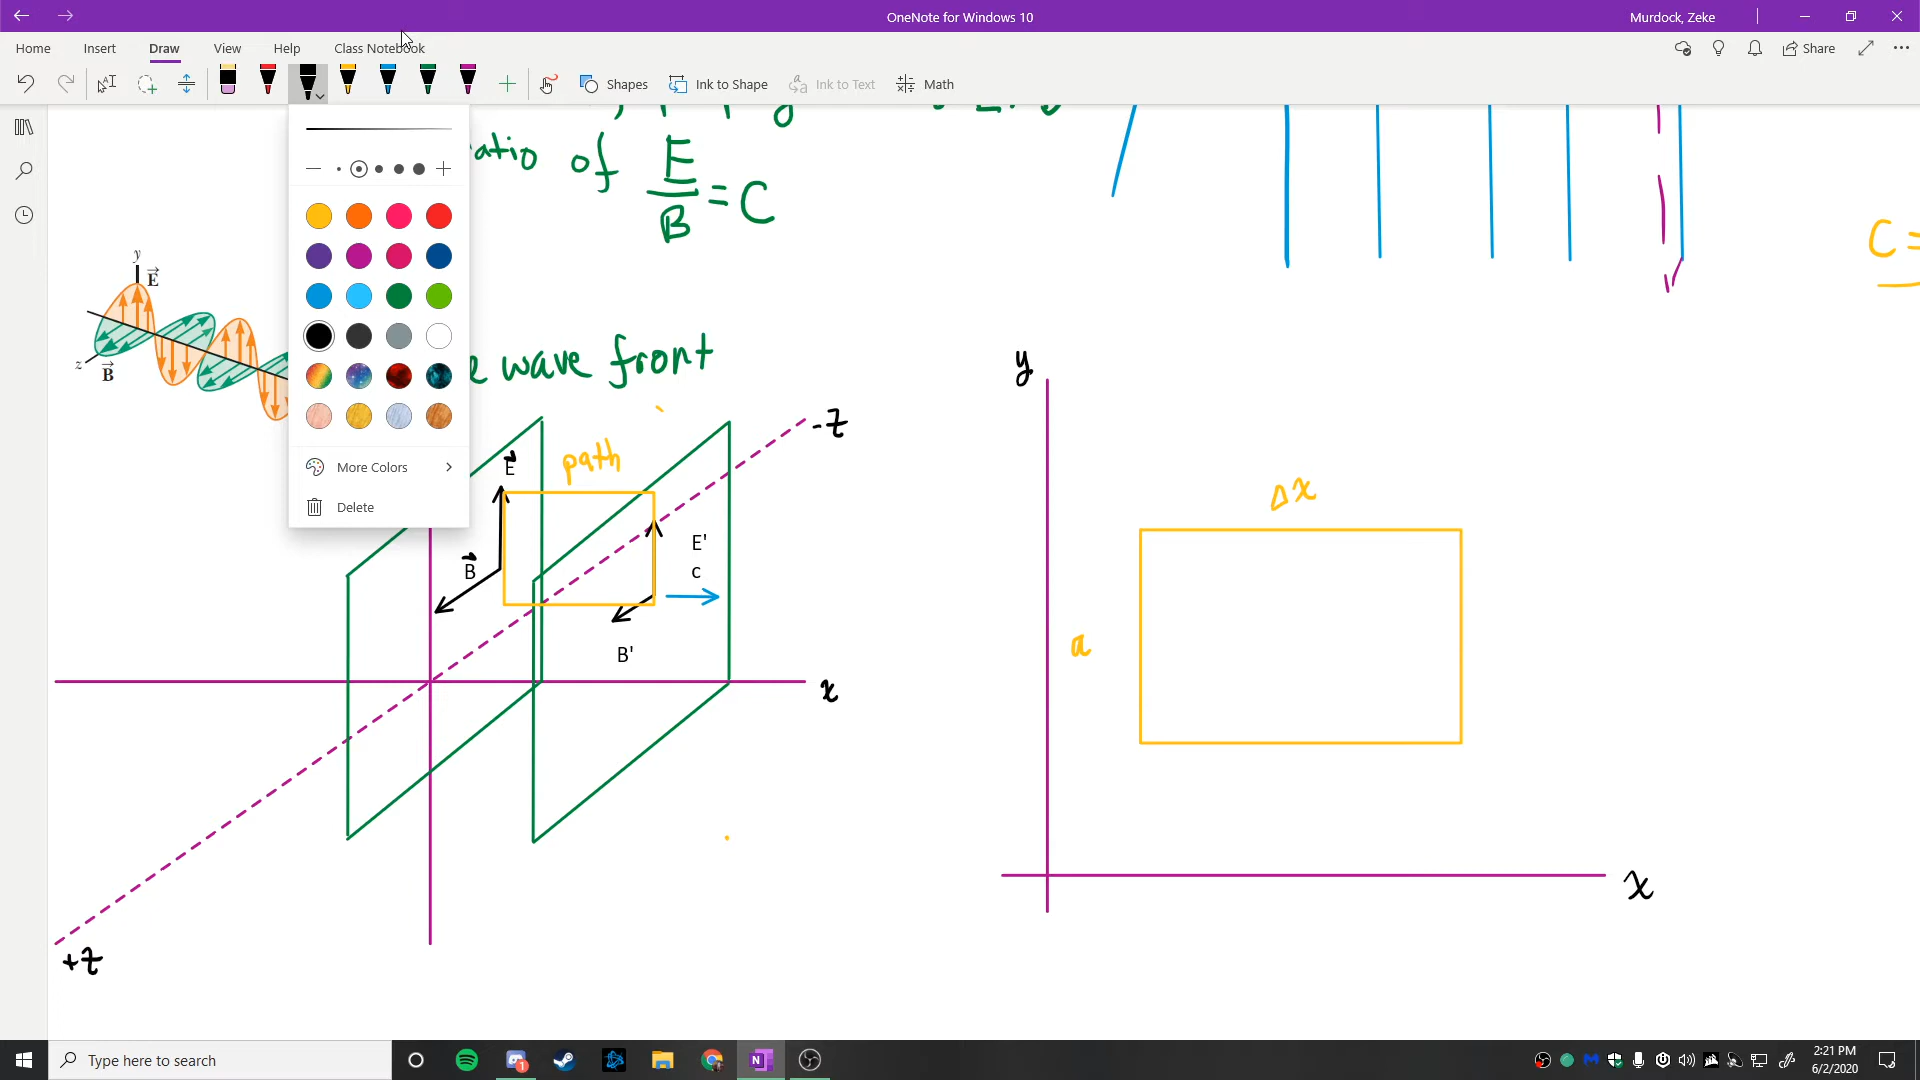 OneNote for Windows 10
Murdock, Zeke
Home Insert Draw View Help Class Notebook
Share
Shapes Ink to Shape Ink to Text Math
atio of E/B = C
C =
y
E
z
B
More Colors
Delete
wave front
path
-z
E
B
E'
c
B'
x
+z
y
Δx
a
x
Type here to search
1
2:21 PM
6/2/2020